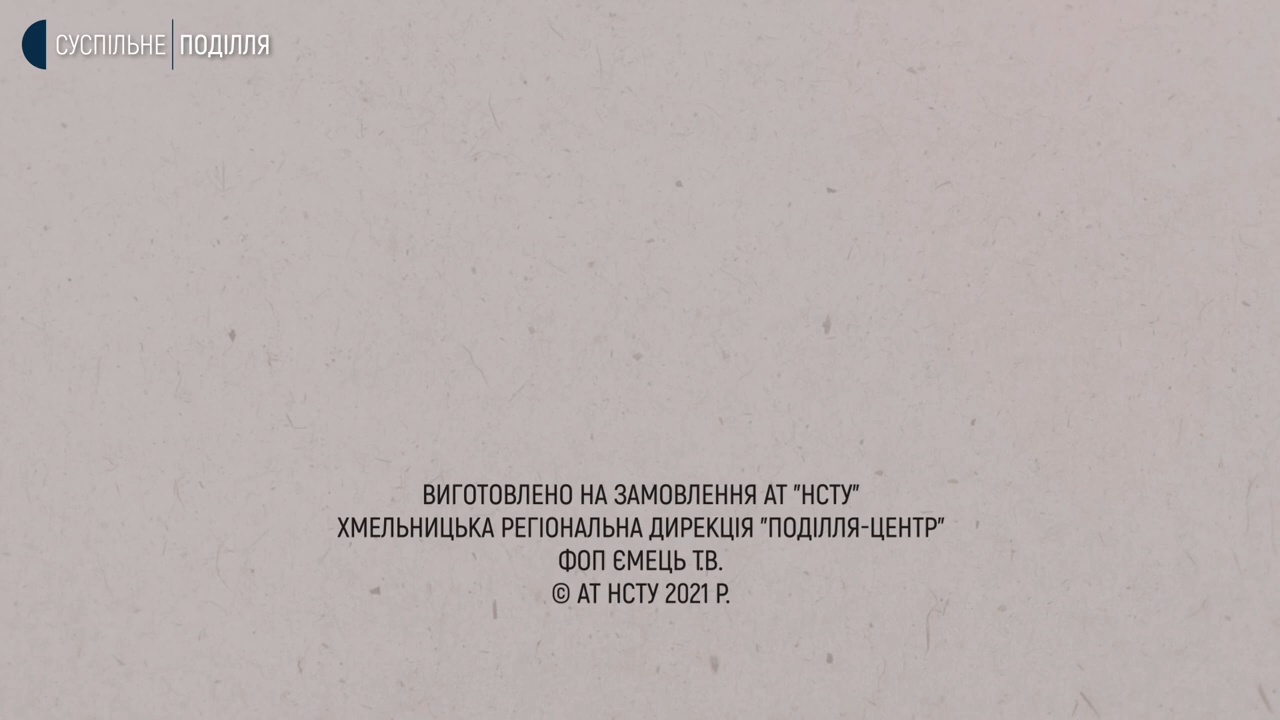 СУСПІЛЬНЕ ПОДІЛЛЯ
ВИГОТОВЛЕНО НА ЗАМОВЛЕННЯ АТ "НСТУ"
ХМЕЛЬНИЦЬКА РЕГІОНАЛЬНА ДИРЕКЦІЯ "ПОДІЛЛЯ-ЦЕНТР"
ФОП ЄМЕЦЬ Т.В.
© АТ НСТУ 2021 Р.